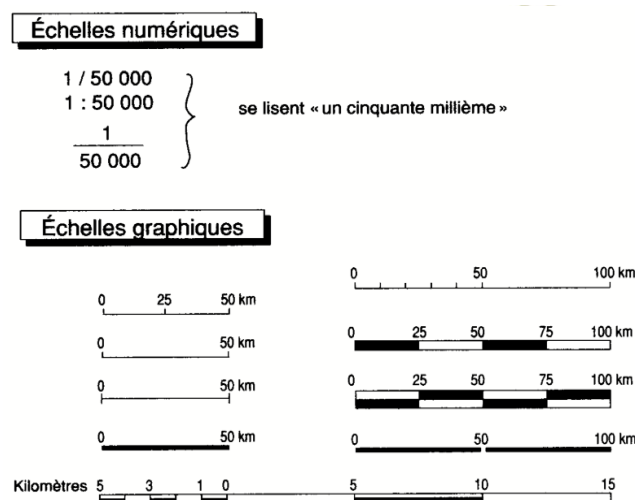 Échelles numériques
1 / 50 000
1 : 50 000
1
50 000
se lisent « un cinquante millième »
Échelles graphiques
0 25 50 km
0 50 km
0 50 km
0 50 km
0 50 100 km
0 25 50 75 100 km
0 25 50 75 100 km
0 50 100 km
Kilomètres 5 3 1 0 5 10 15